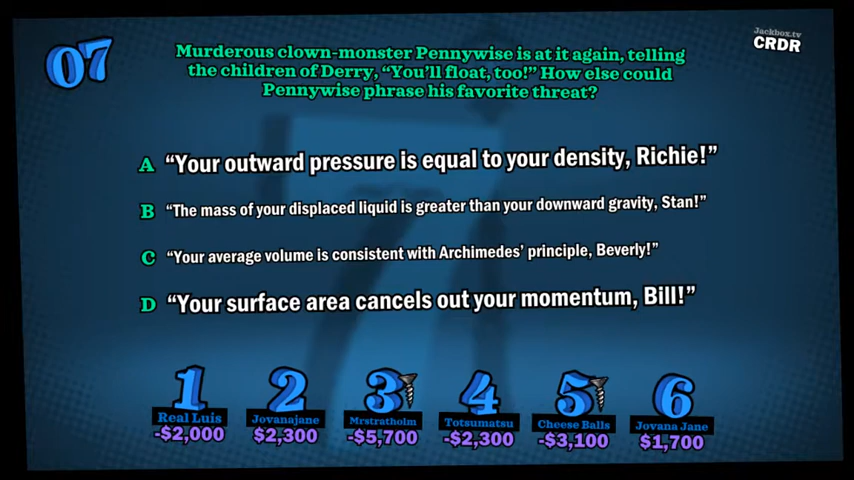 07
Murderous clown-monster Pennywise is at it again, telling
the children of Derry, “You’ll float, too!” How else could
Pennywise phrase his favorite threat?
Jackbox.tv
CRDR
A “Your outward pressure is equal to your density, Richie!”
B “The mass of your displaced liquid is greater than your downward gravity, Stan!”
C “Your average volume is consistent with Archimedes’ principle, Beverly!”
D “Your surface area cancels out your momentum, Bill!”
1 2 3 4 5 6
Real Luis Jovanajane Mrstratholm Totsumatsu Cheese Balls Jovana Jane
-$2,000 $2,300 -$5,700 -$2,300 -$3,100 $1,700